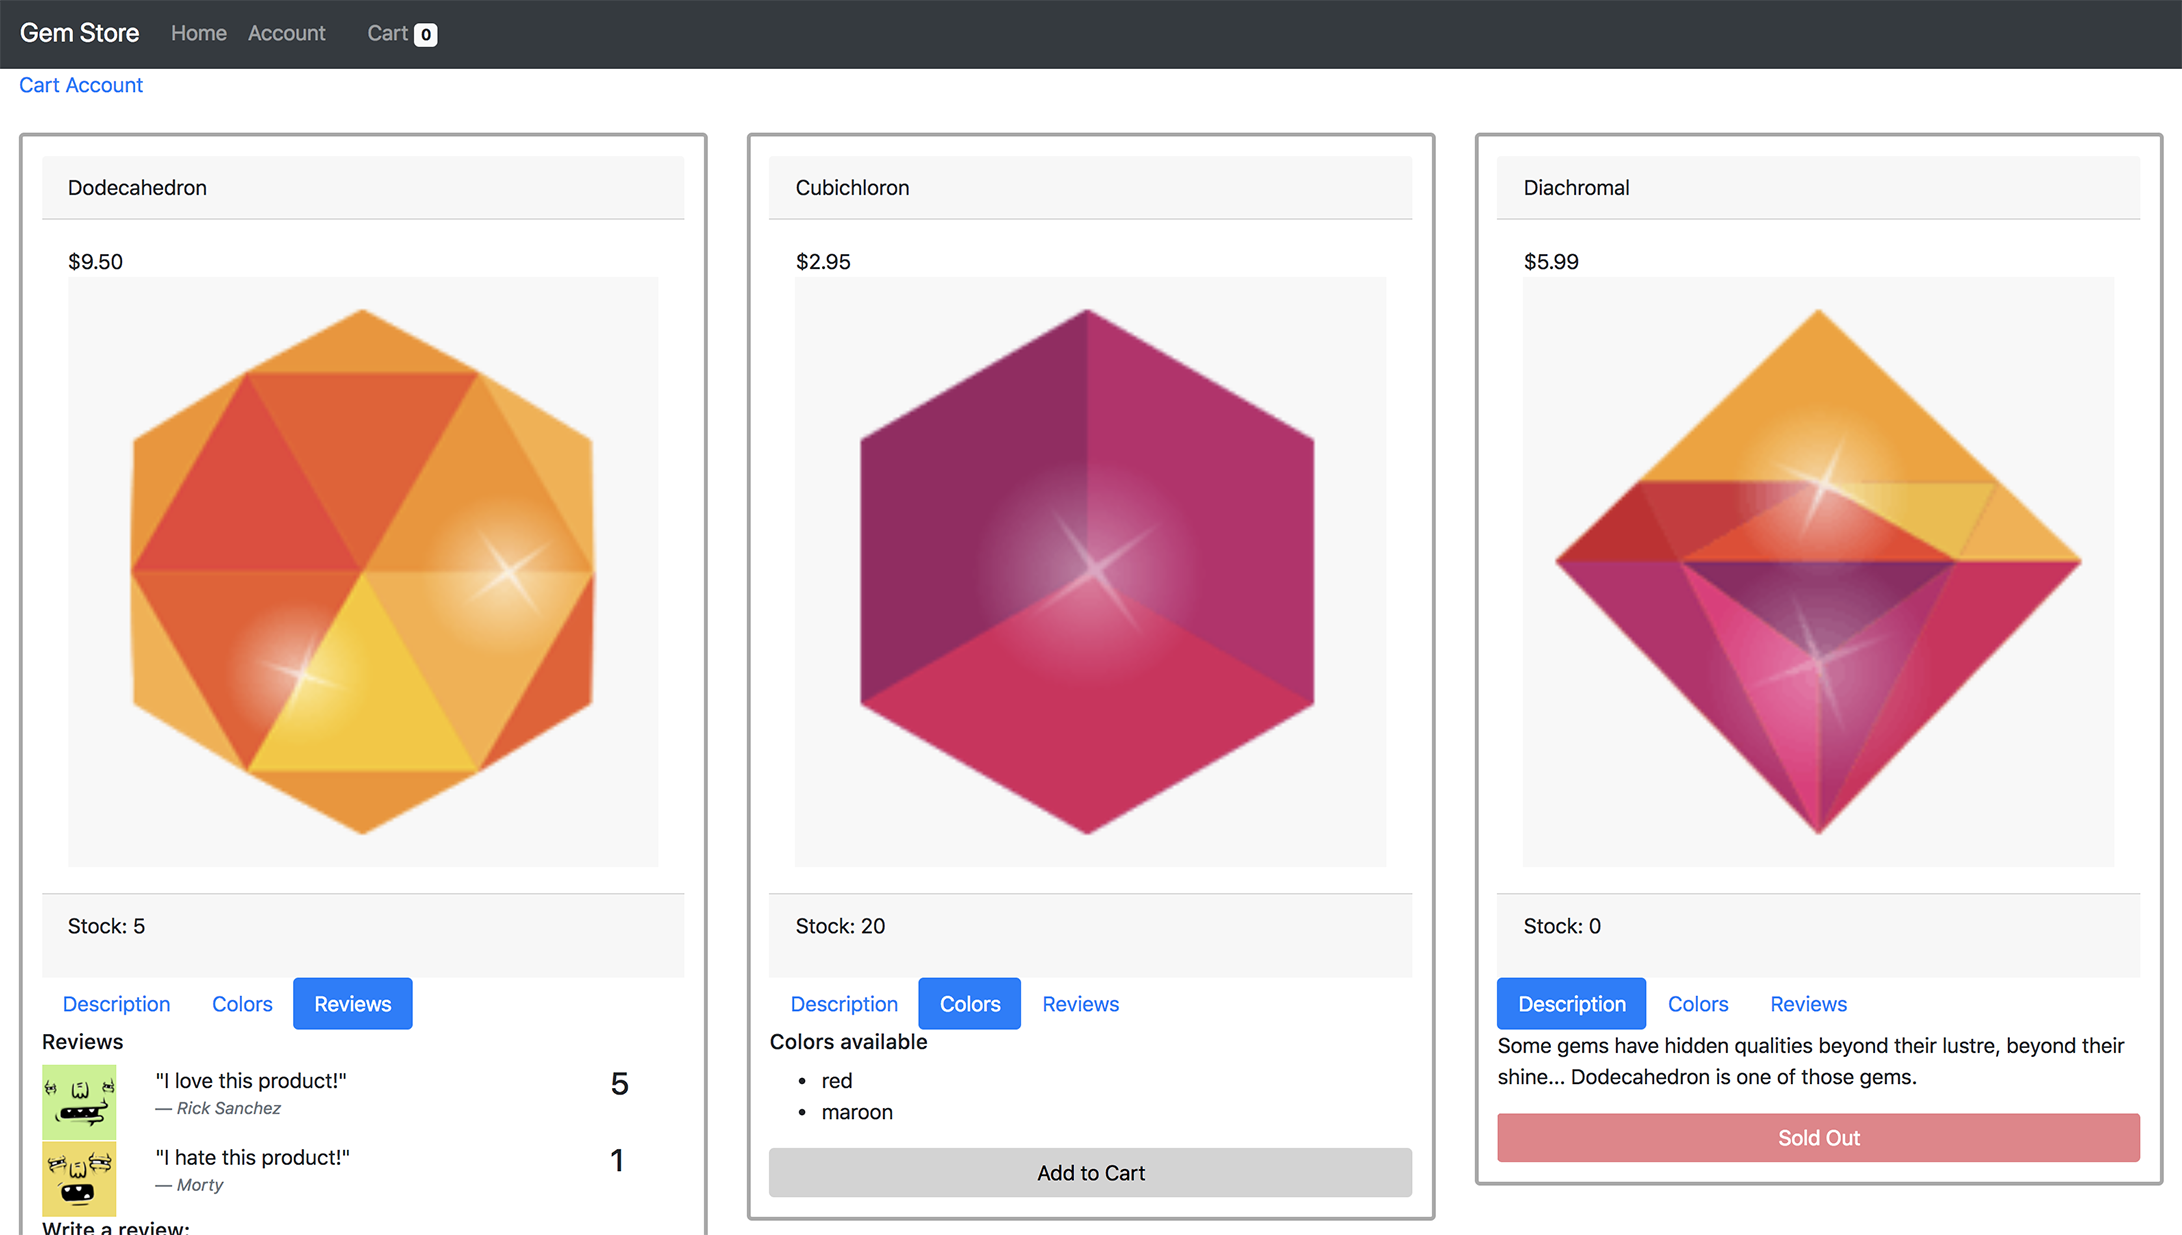 Gem Store Home Account Cart 0
Cart Account
Dodecahedron
$9.50
Stock: 5
Description Colors Reviews
Reviews
"I love this product!" 5
— Rick Sanchez
"I hate this product!" 1
— Morty
Write a review:
Cubichloron
$2.95
Stock: 20
Description Colors Reviews
Colors available
• red
• maroon
Add to Cart
Diachromal
$5.99
Stock: 0
Description Colors Reviews
Some gems have hidden qualities beyond their lustre, beyond their
shine... Dodecahedron is one of those gems.
Sold Out